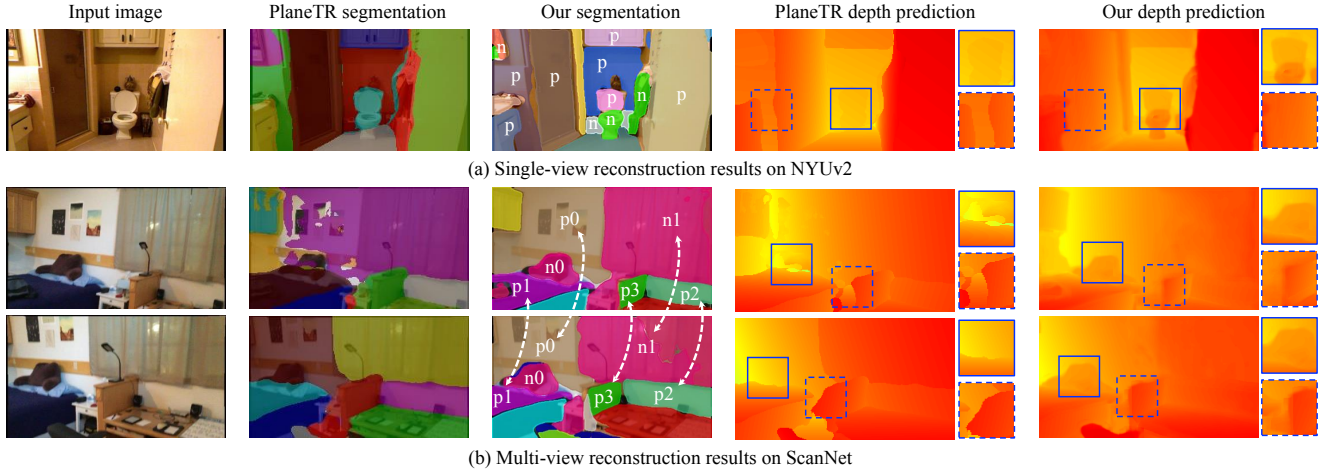 Input image
PlaneTR segmentation
Our segmentation
PlaneTR depth prediction
Our depth prediction
n
p
p
p
p
p
p
n
n
n
p
(a) Single-view reconstruction results on NYUv2
p0
n1
n0
p1
p3
p2
p0
n1
n0
p1
p3
p2
(b) Multi-view reconstruction results on ScanNet